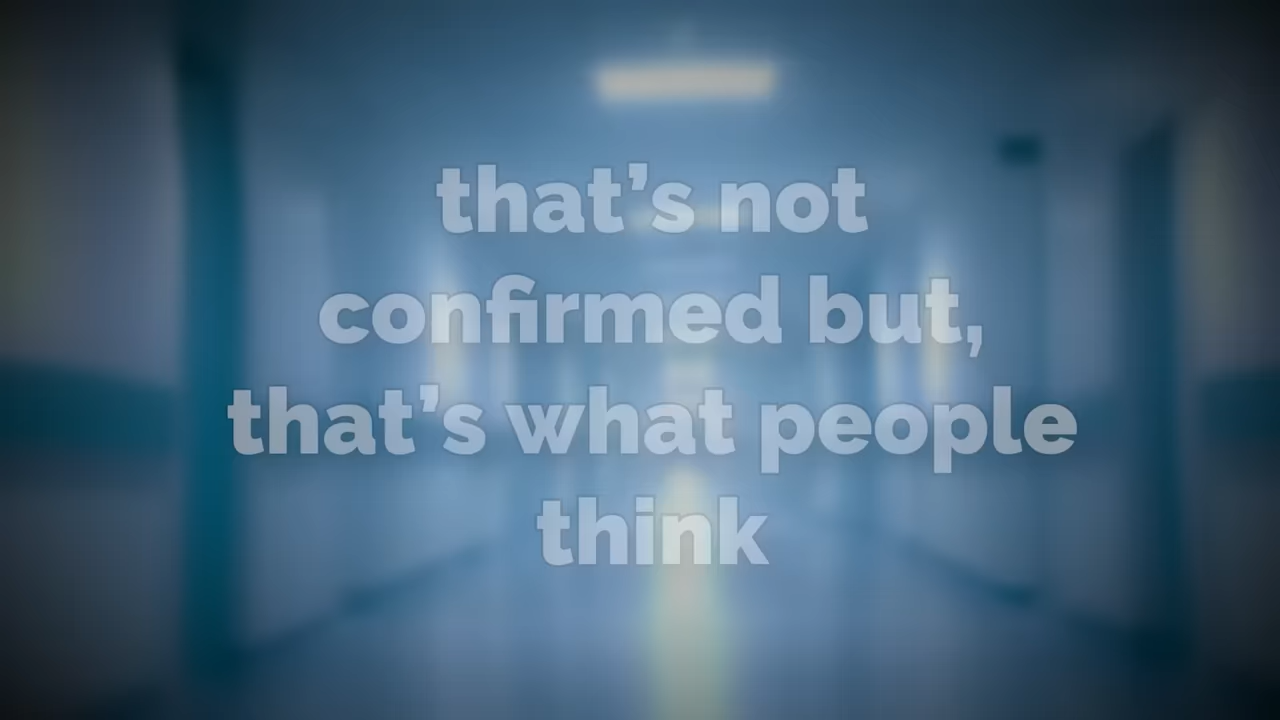 that’s not
confirmed but,
that’s what people
think